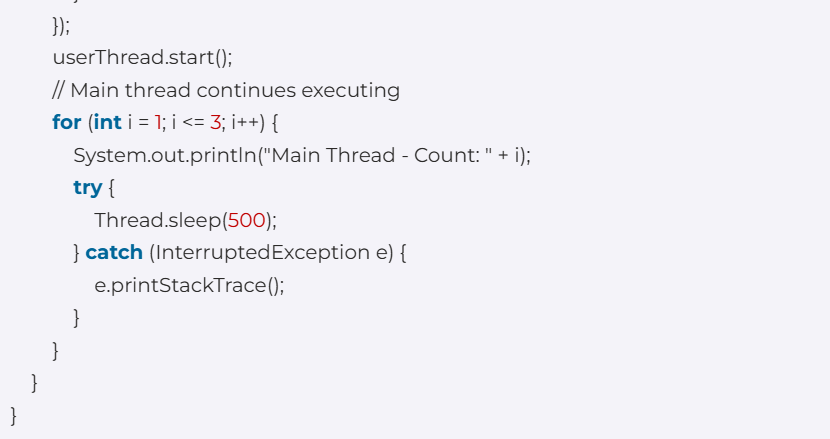 });
userThread.start();
// Main thread continues executing
for (int i = 1; i <= 3; i++) {
System.out.println("Main Thread - Count: " + i);
try {
Thread.sleep(500);
} catch (InterruptedException e) {
e.printStackTrace();
}
}
}
}